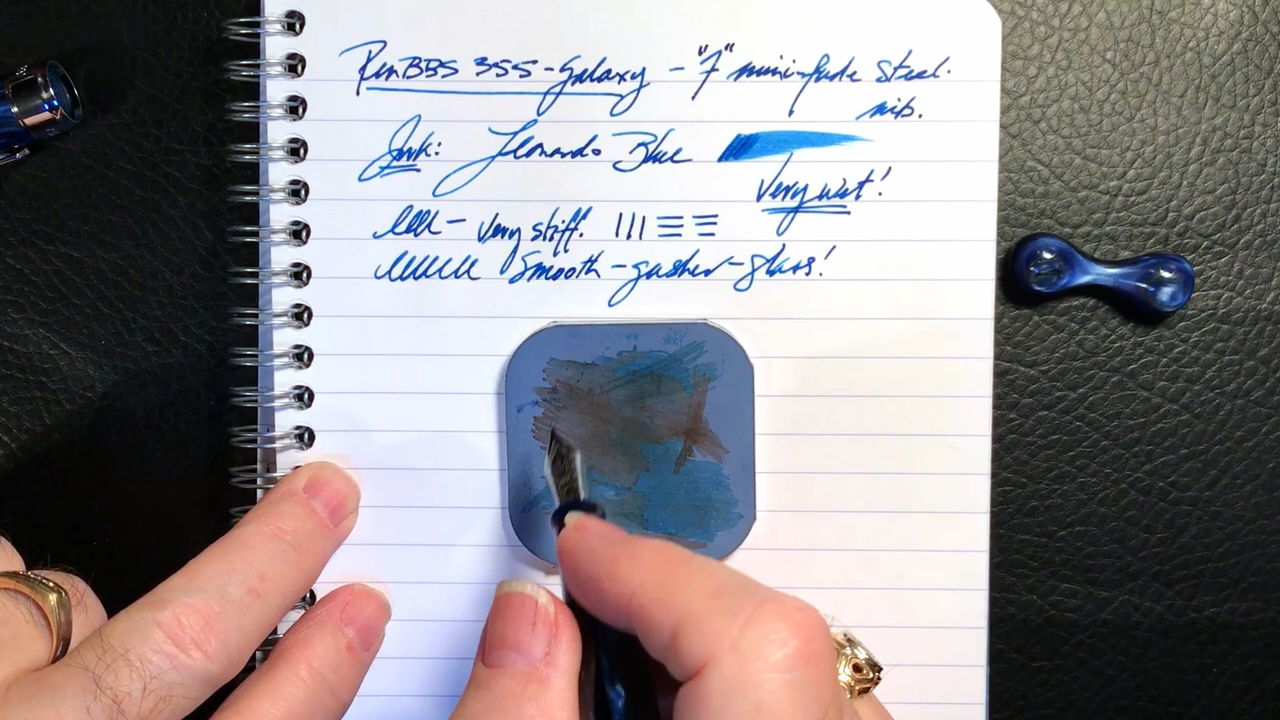 PenBBS 355-Galaxy - "F" mini-fude steel
nib.
Ink: Leonardo Blue
Very wet!
- very stiff.
Smooth-gusher-glass!